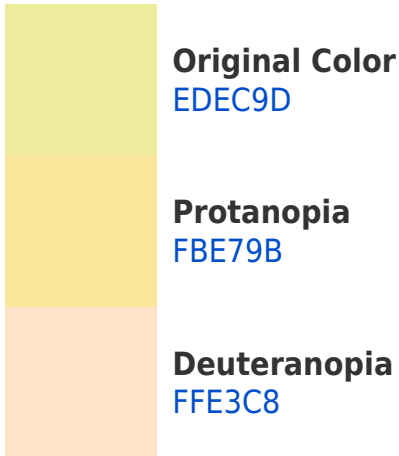 Original Color
EDEC9D
Protanopia
FBE79B
Deuteranopia
FFE3C8